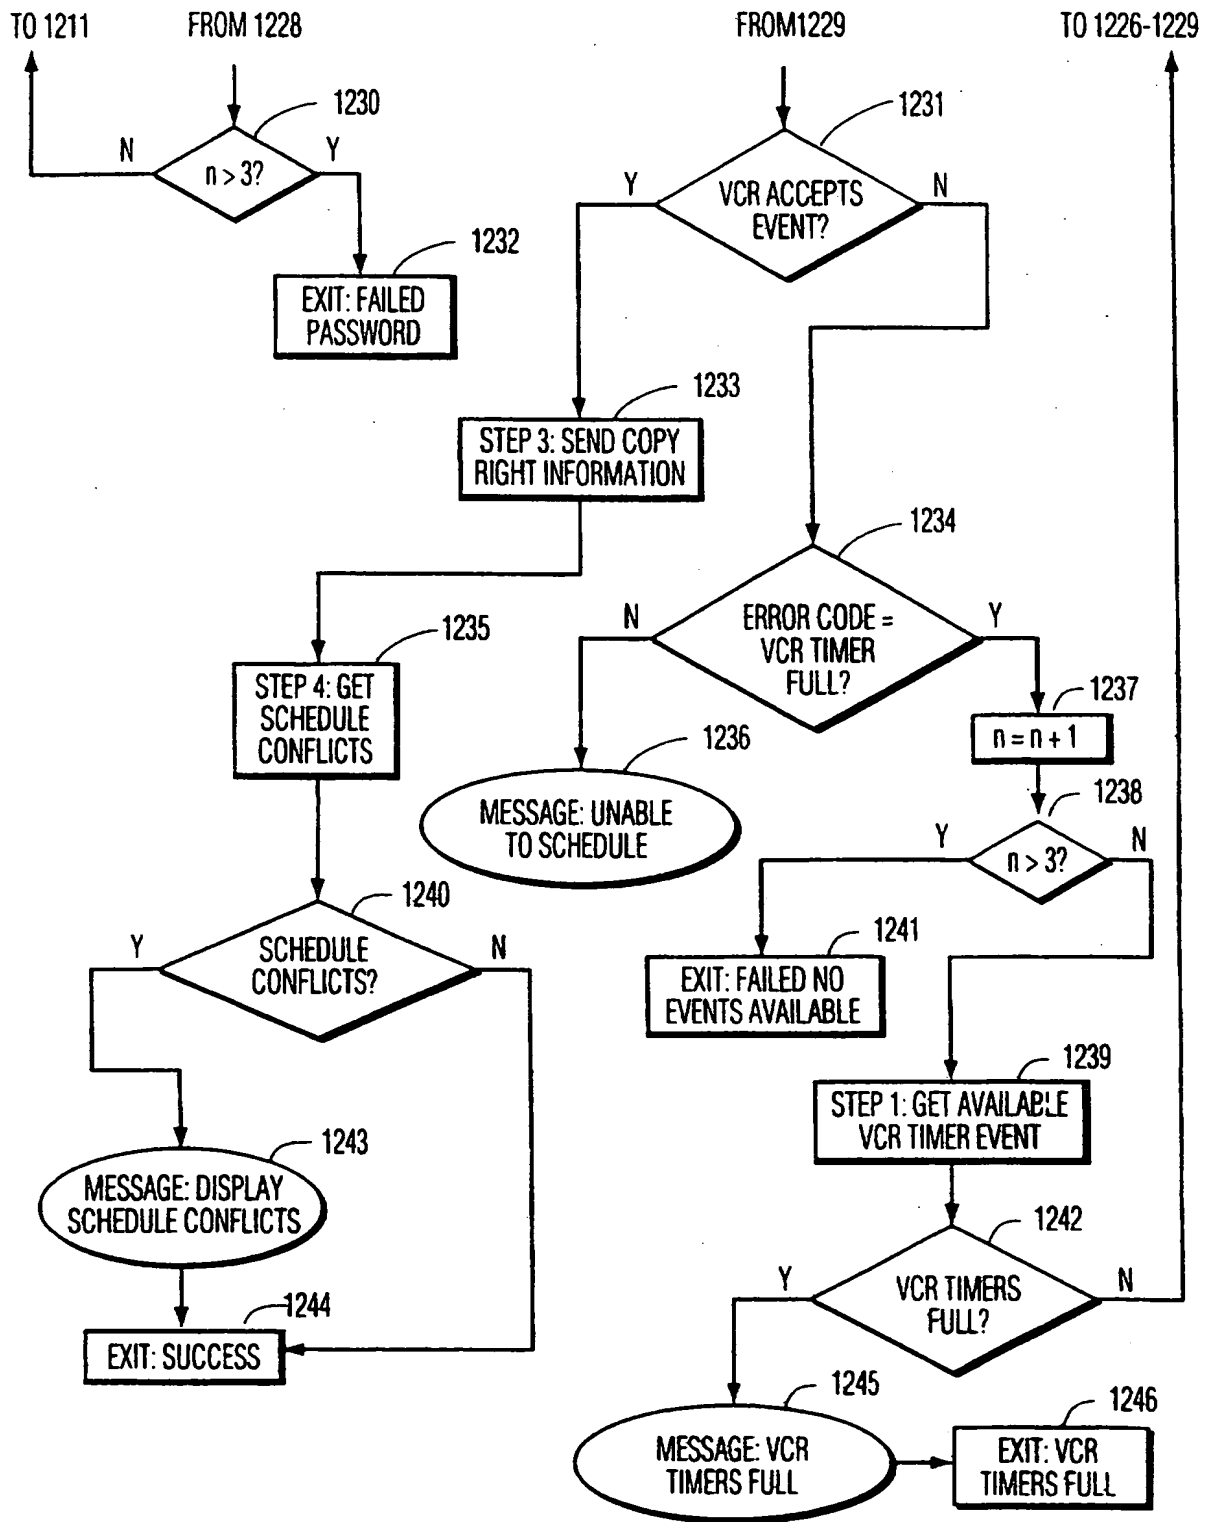 TO 1211
FROM 1228
FROM1229
TO 1226-1229
1230
n > 3?
N
Y
1231
VCR ACCEPTS
EVENT?
Y
N
1232
EXIT: FAILED
PASSWORD
1233
STEP 3: SEND COPY
RIGHT INFORMATION
1234
ERROR CODE =
VCR TIMER
FULL?
N
Y
1235
STEP 4: GET
SCHEDULE
CONFLICTS
1236
MESSAGE: UNABLE
TO SCHEDULE
1237
n = n + 1
1238
n > 3?
Y
N
1240
SCHEDULE
CONFLICTS?
Y
N
1241
EXIT: FAILED NO
EVENTS AVAILABLE
1239
STEP 1: GET AVAILABLE
VCR TIMER EVENT
1243
MESSAGE: DISPLAY
SCHEDULE CONFLICTS
1242
VCR TIMERS
FULL?
Y
N
1244
EXIT: SUCCESS
1245
MESSAGE: VCR
TIMERS FULL
1246
EXIT: VCR
TIMERS FULL